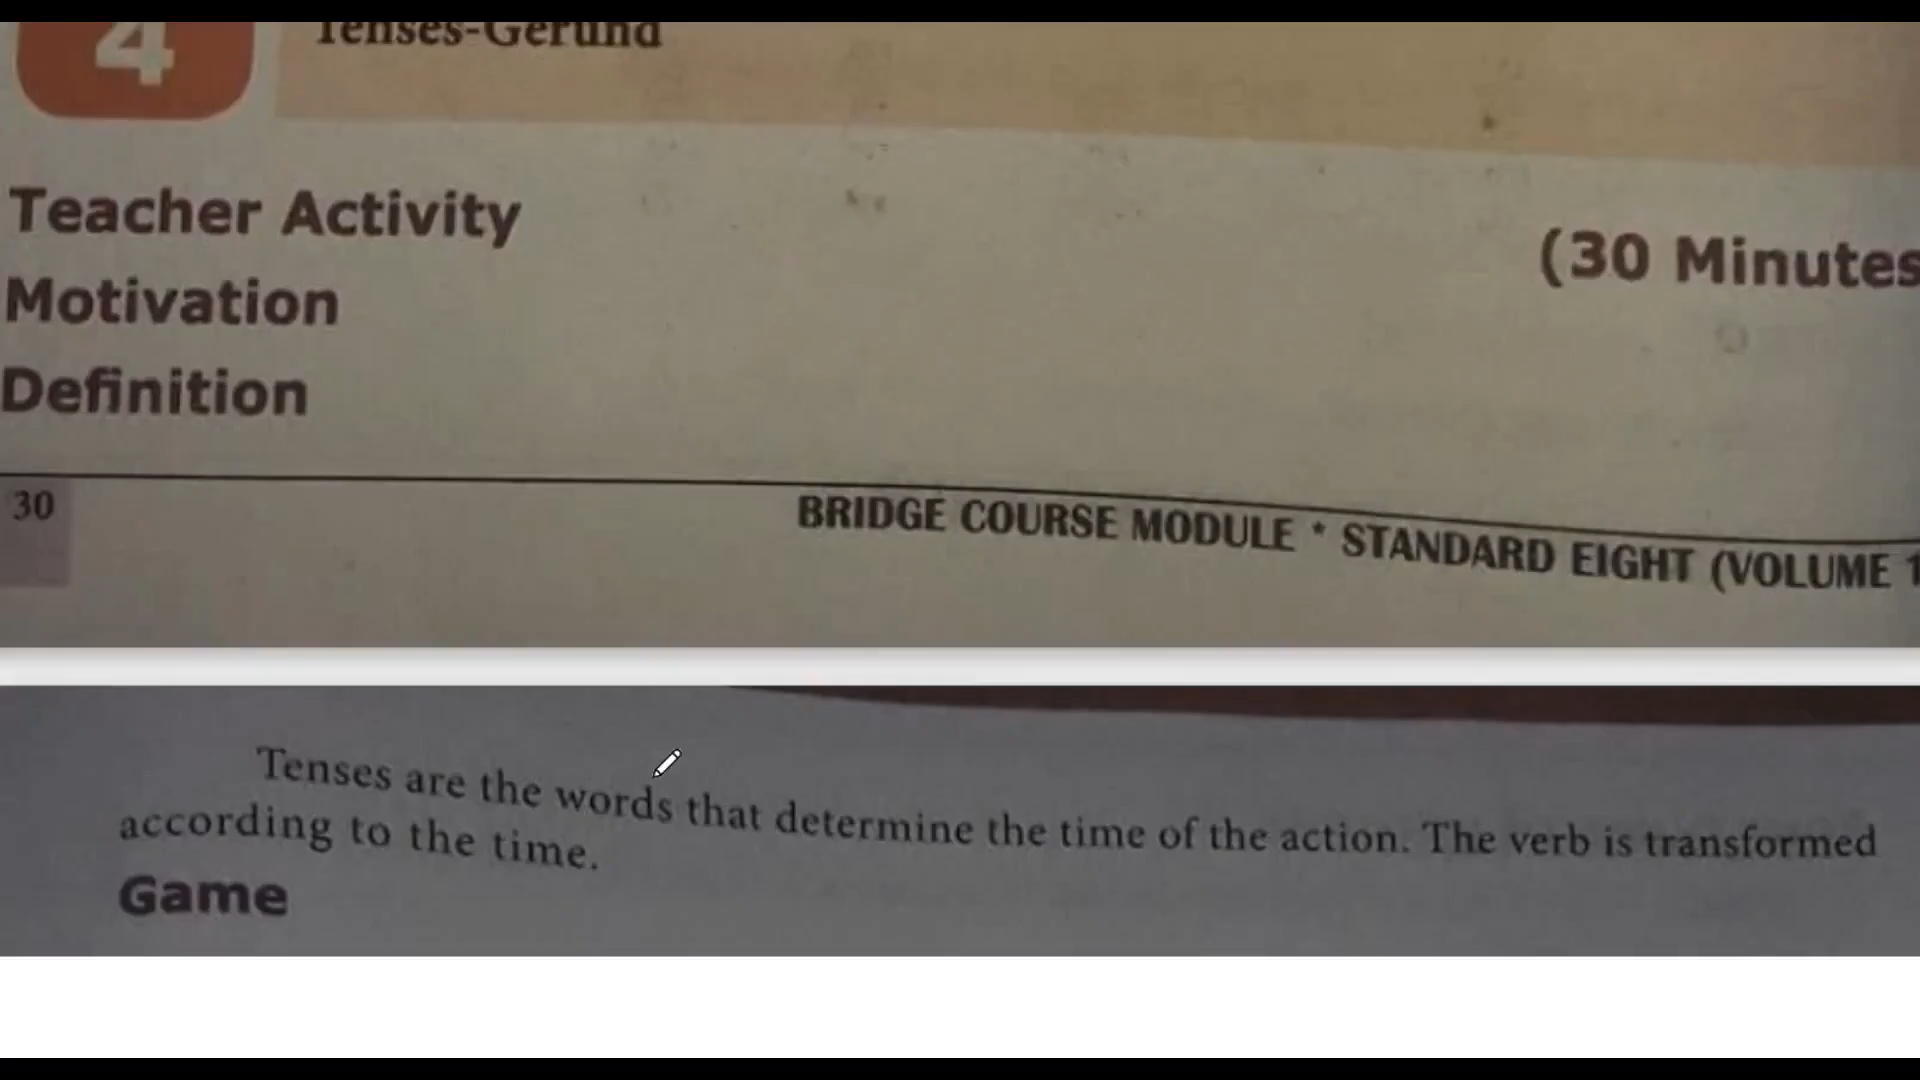 4
Tenses-Gerund
Teacher Activity
(30 Minutes
Motivation
Definition
30
BRIDGE COURSE MODULE * STANDARD EIGHT (VOLUME 1
Tenses are the words that determine the time of the action. The verb is transformed
according to the time.
Game